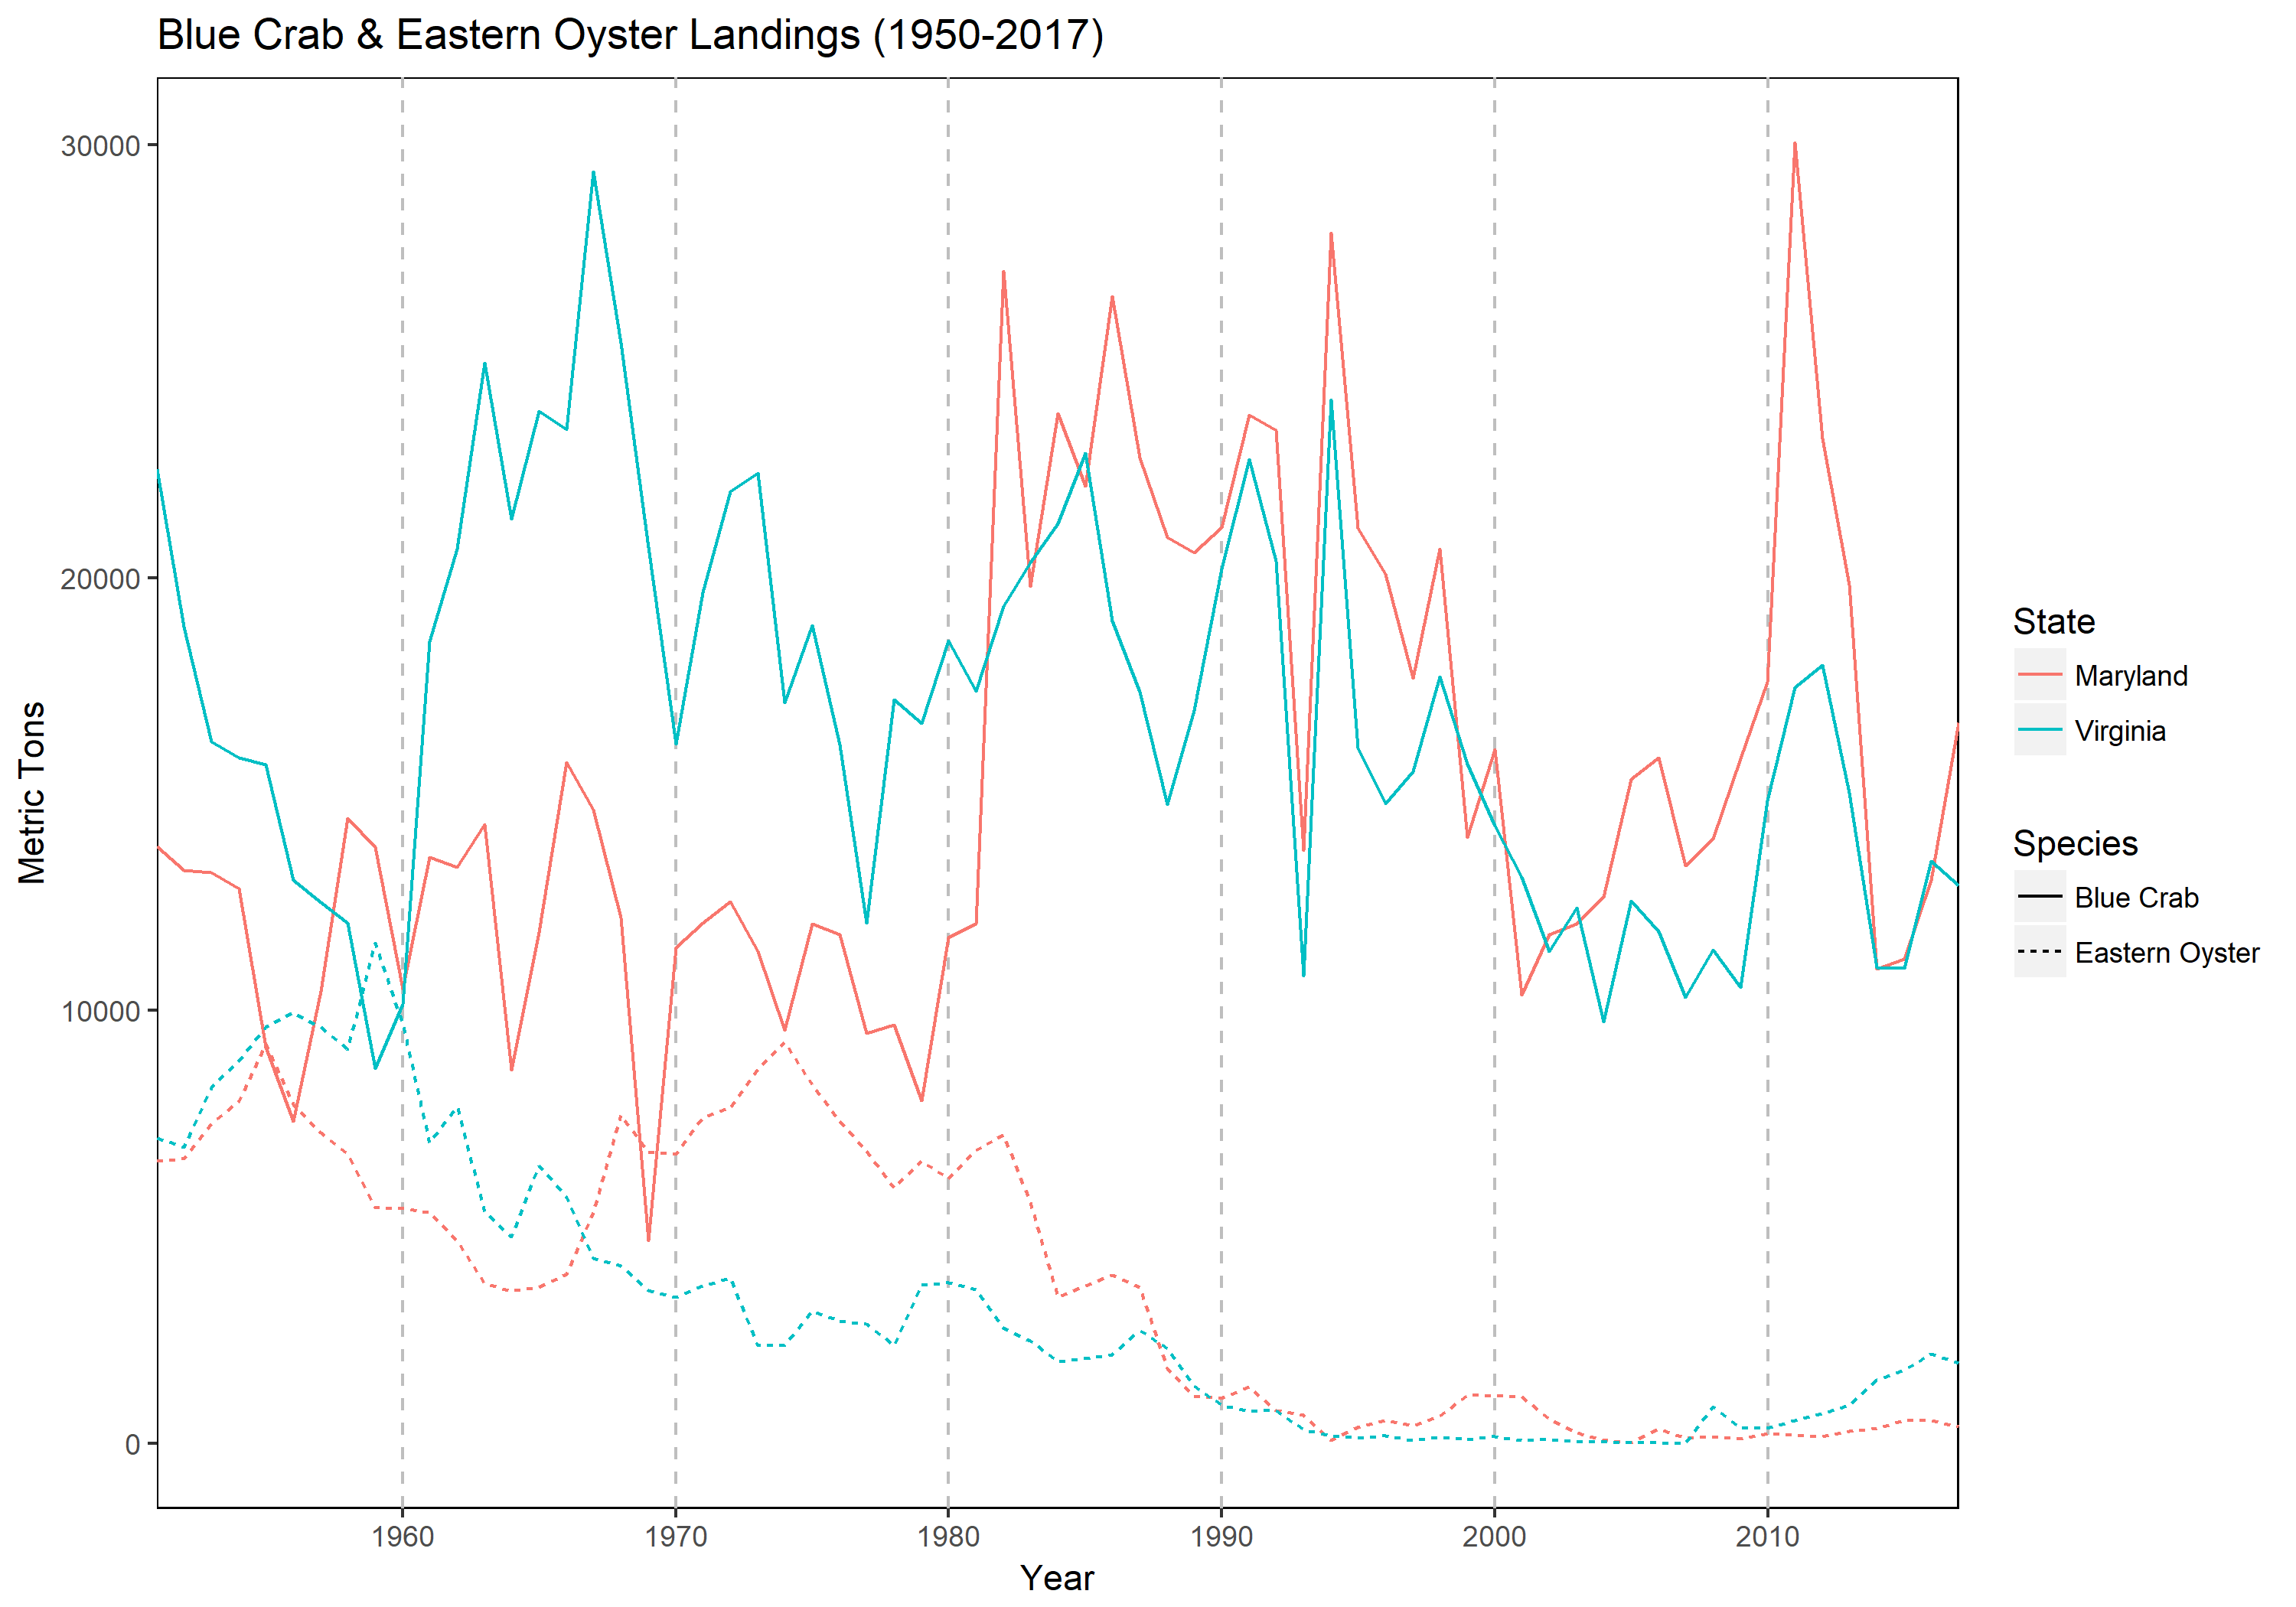 Blue Crab & Eastern Oyster Landings (1950-2017)
30000
20000
10000
0
Metric Tons
1960 1970 1980 1990 2000 2010
Year
State
Maryland
Virginia
Species
Blue Crab
Eastern Oyster